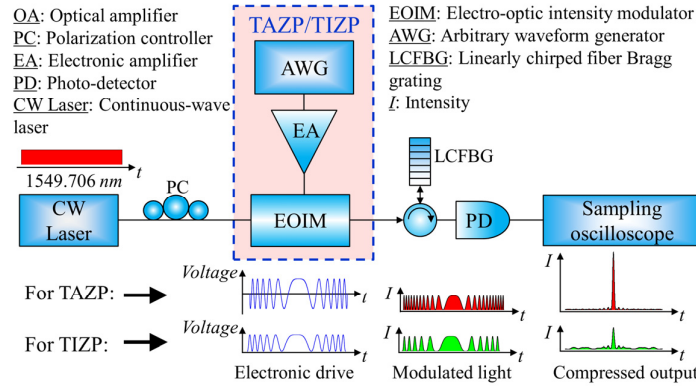 OA: Optical amplifier
PC: Polarization controller
EA: Electronic amplifier
PD: Photo-detector
CW Laser: Continuous-wave
laser
TAZP/TIZP
AWG
EA
EOIM
EOIM: Electro-optic intensity modulator
AWG: Arbitrary waveform generator
LCFBG: Linearly chirped fiber Bragg
grating
I: Intensity
t
1549.706 nm
CW
Laser
PC
LCFBG
PD
Sampling
oscilloscope
For TAZP:
Voltage
t
I
t
I
t
For TIZP:
Voltage
t
I
t
I
t
Electronic drive
Modulated light
Compressed output